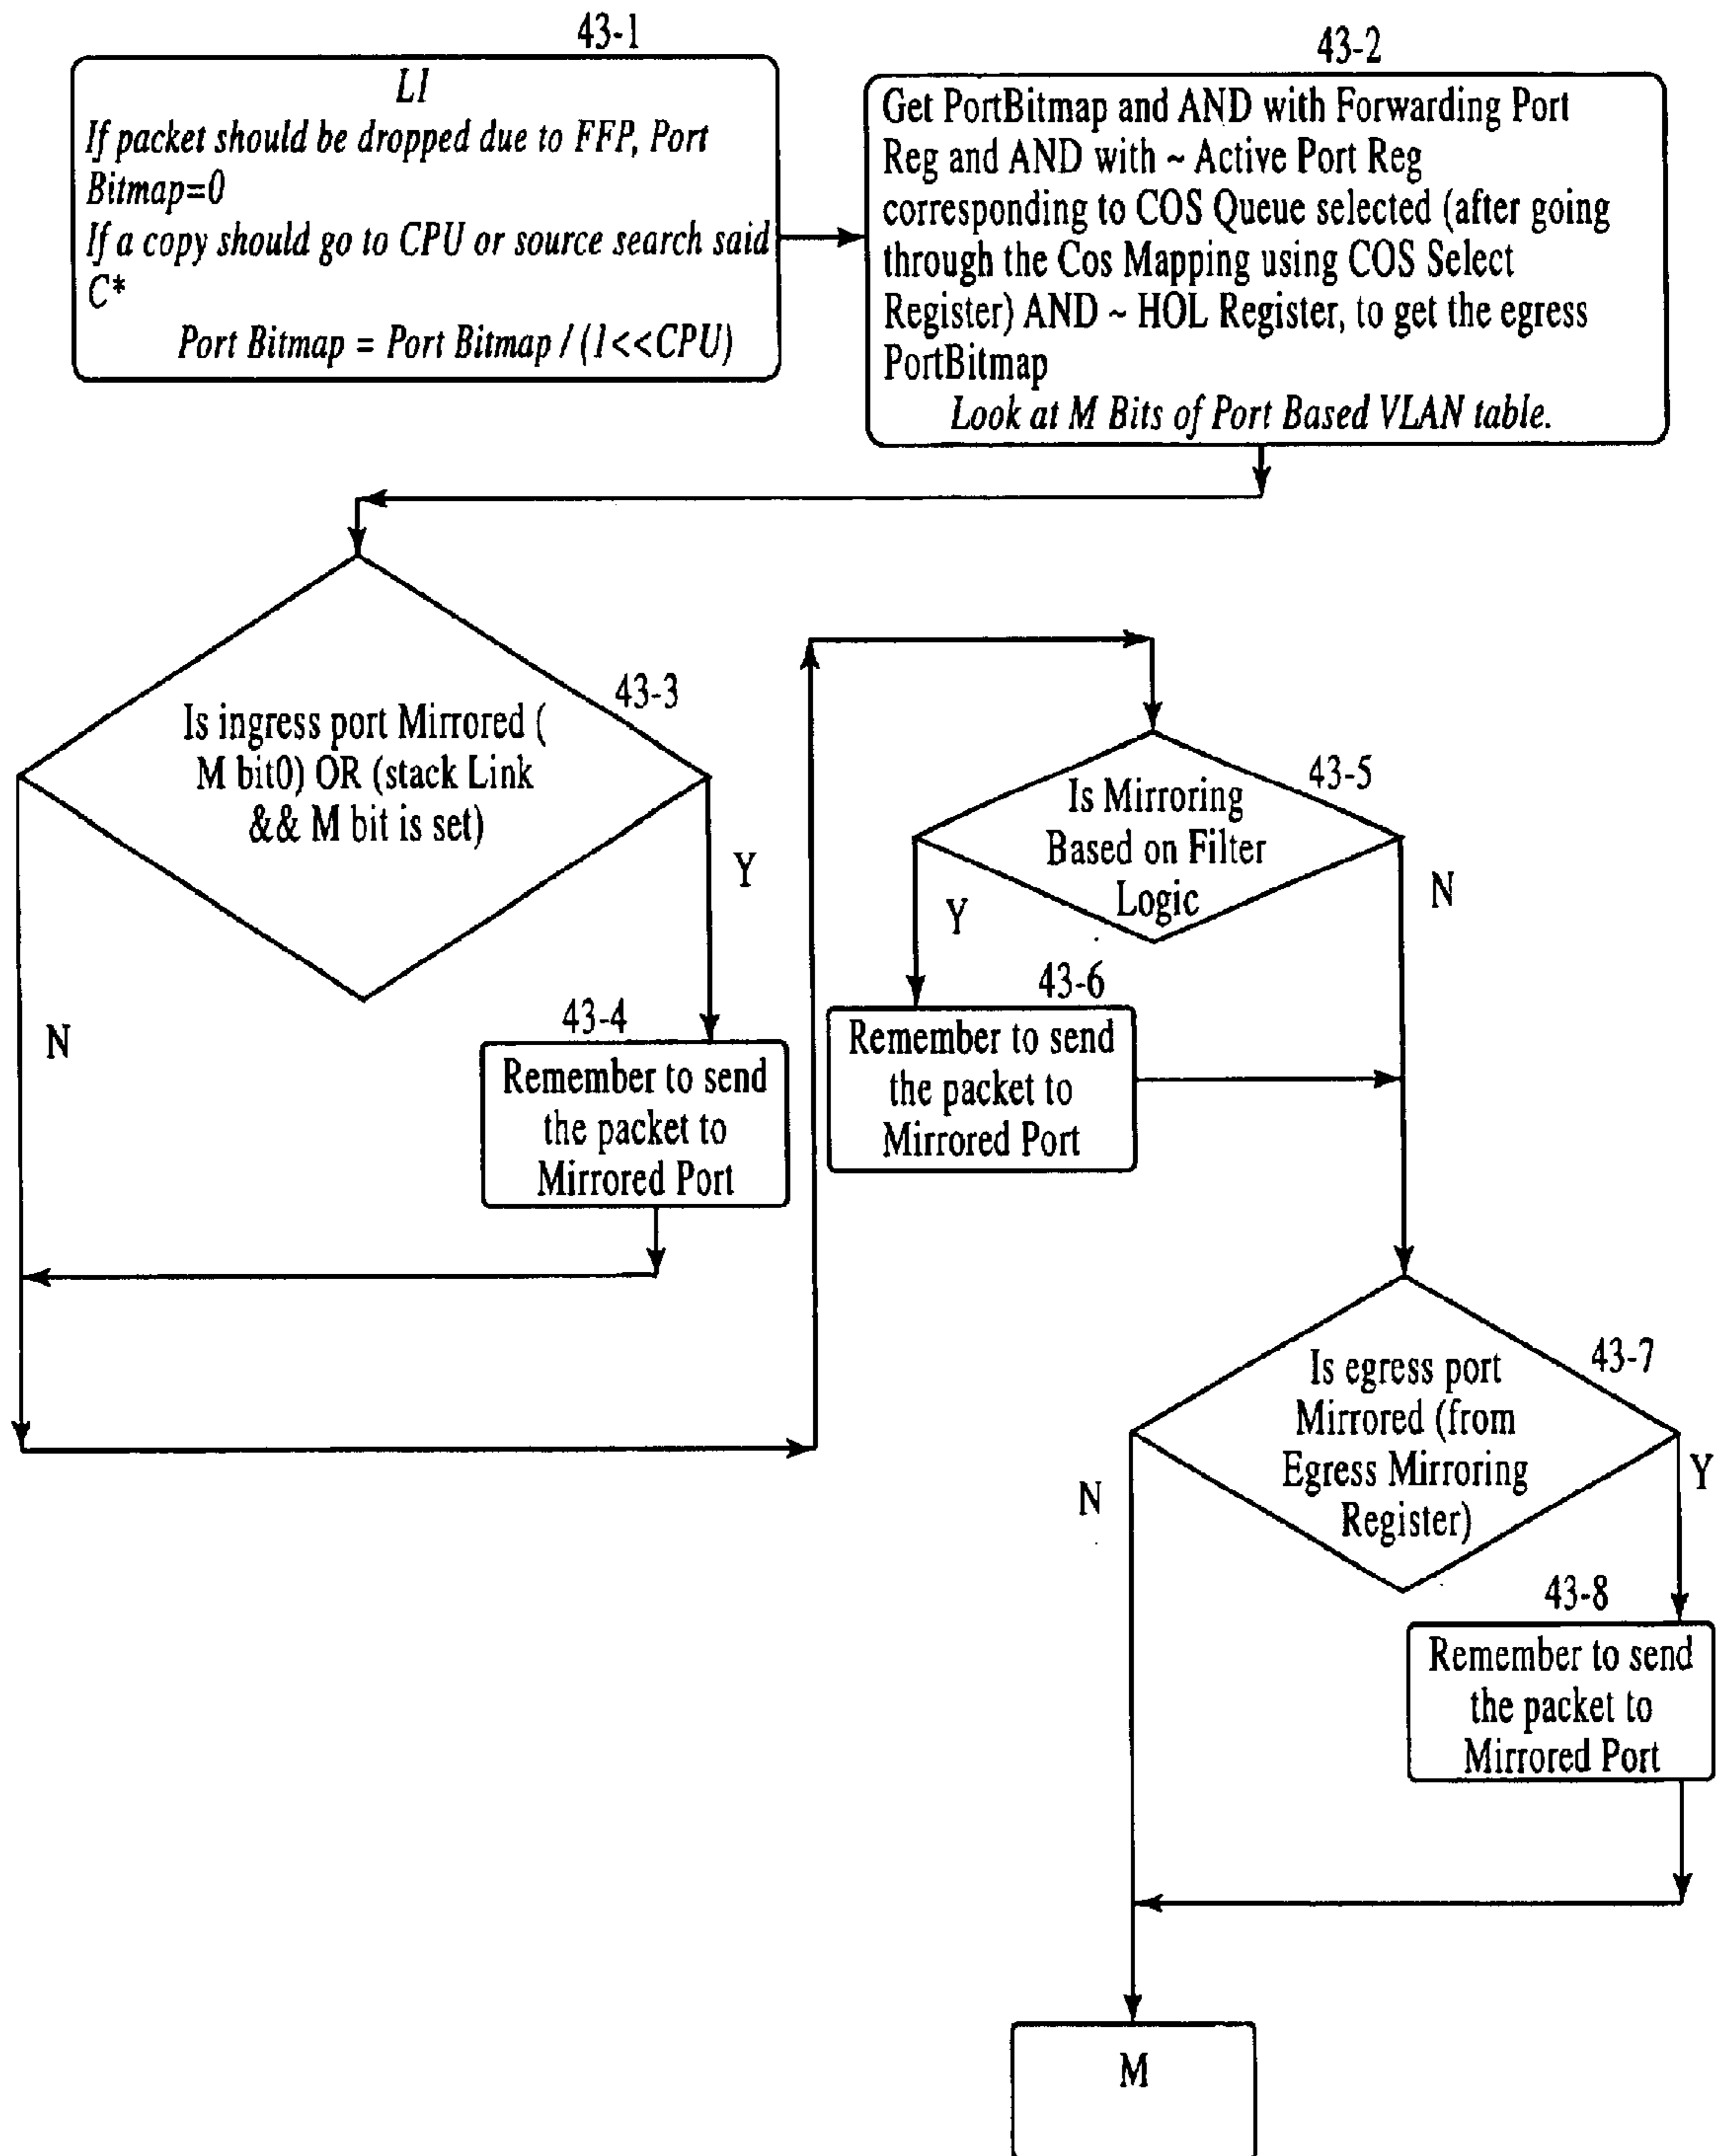 43-1
L1
If packet should be dropped due to FFP, Port
Bitmap=0
If a copy should go to CPU or source search said
C*
Port Bitmap = Port Bitmap / (1<<CPU)
43-2
Get PortBitmap and AND with Forwarding Port
Reg and AND with ~ Active Port Reg
corresponding to COS Queue selected (after going
through the Cos Mapping using COS Select
Register) AND ~ HOL Register, to get the egress
PortBitmap
Look at M Bits of Port Based VLAN table.
43-3
Is ingress port Mirrored (
M bit0) OR (stack Link
&& M bit is set)
Y
N
43-4
Remember to send
the packet to
Mirrored Port
43-5
Is Mirroring
Based on Filter
Logic
Y
N
43-6
Remember to send
the packet to
Mirrored Port
43-7
Is egress port
Mirrored (from
Egress Mirroring
Register)
N
Y
43-8
Remember to send
the packet to
Mirrored Port
M